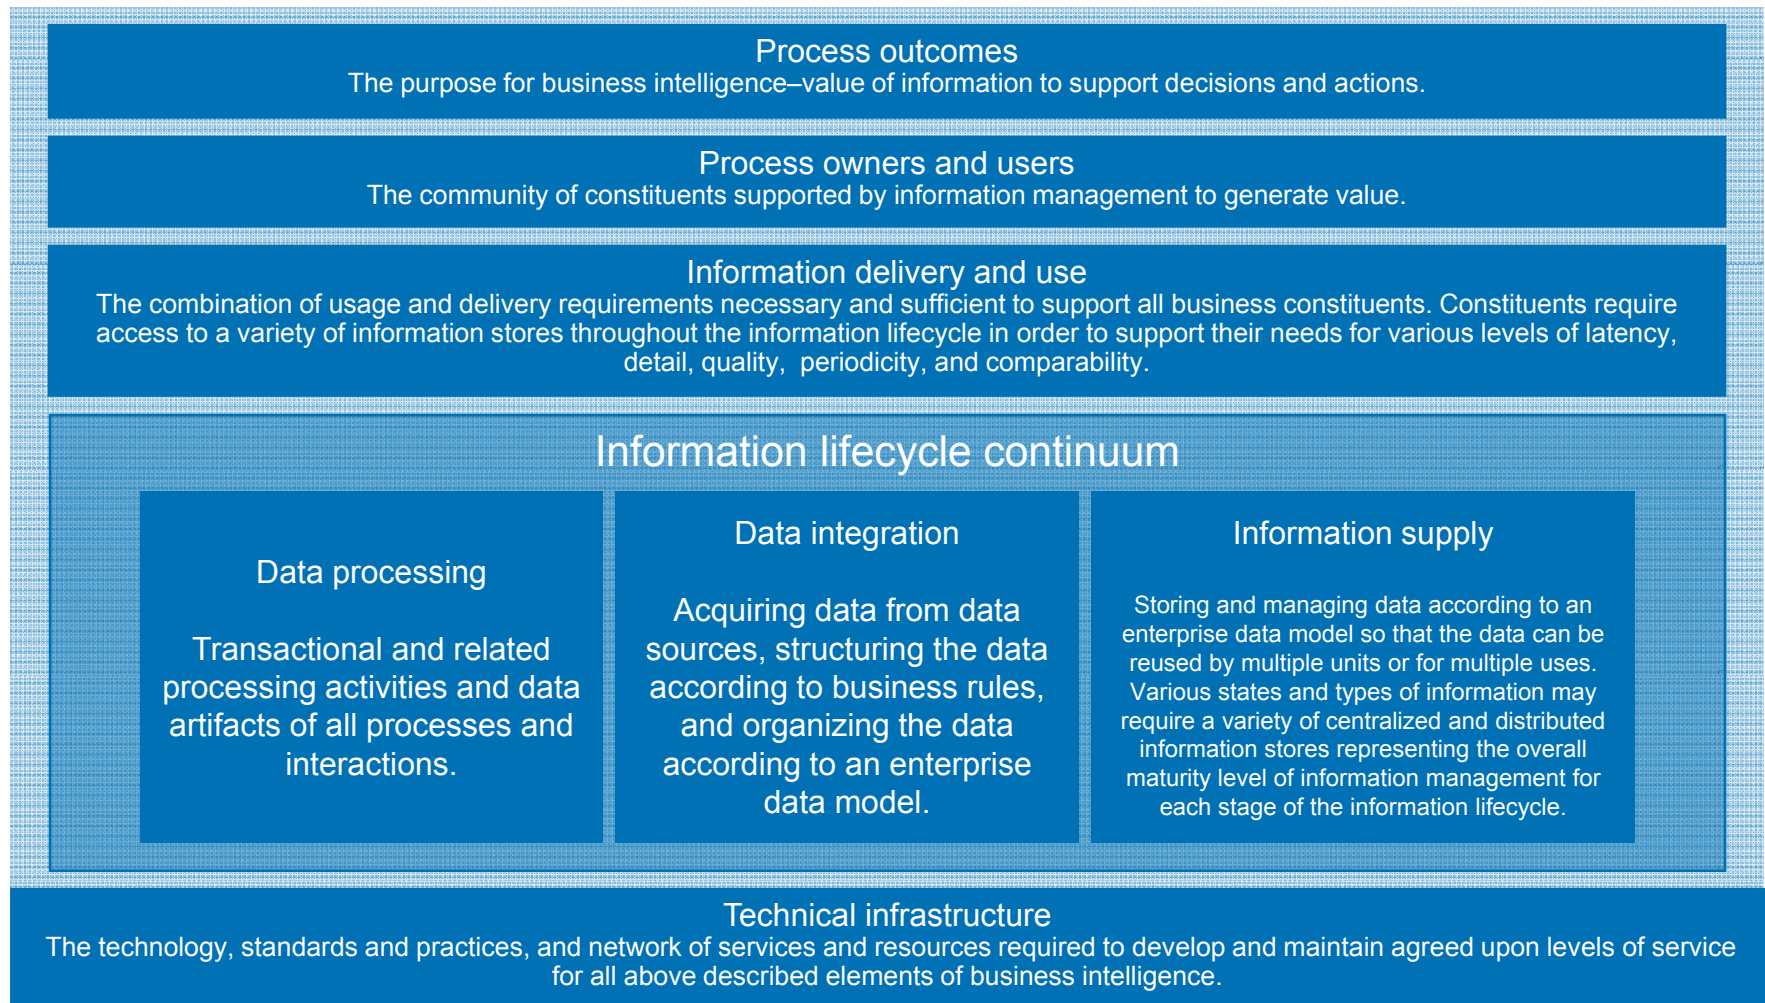 Process outcomes
The purpose for business intelligence–value of information to support decisions and actions.
Process owners and users
The community of constituents supported by information management to generate value.
Information delivery and use
The combination of usage and delivery requirements necessary and sufficient to support all business constituents. Constituents require
access to a variety of information stores throughout the information lifecycle in order to support their needs for various levels of latency,
detail, quality,  periodicity, and comparability.
Information lifecycle continuum
Data processing
Transactional and related
processing activities and data
artifacts of all processes and
interactions.
Data integration
Acquiring data from data
sources, structuring the data
according to business rules,
and organizing the data
according to an enterprise
data model.
Information supply
Storing and managing data according to an
enterprise data model so that the data can be
reused by multiple units or for multiple uses.
Various states and types of information may
require a variety of centralized and distributed
information stores representing the overall
maturity level of information management for
each stage of the information lifecycle.
Technical infrastructure
The technology, standards and practices, and network of services and resources required to develop and maintain agreed upon levels of service
for all above described elements of business intelligence.